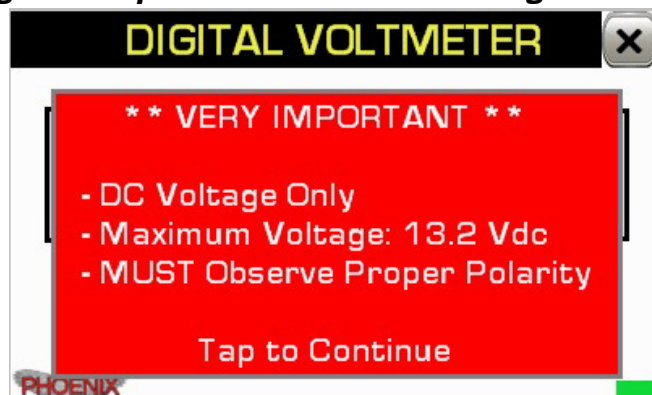 DIGITAL VOLTMETER
** VERY IMPORTANT **
- DC Voltage Only
- Maximum Voltage: 13.2 Vdc
- MUST Observe Proper Polarity
Tap to Continue
PHOENIX